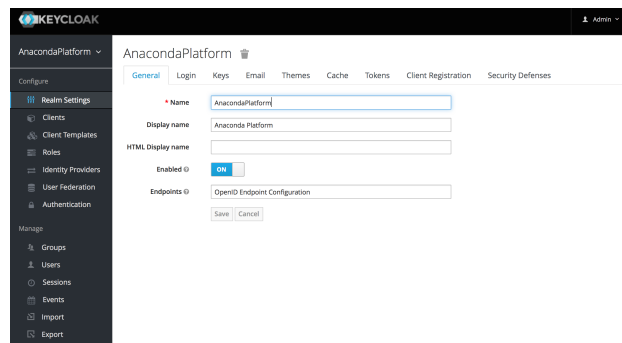 KEYCLOAK
Admin
AnacondaPlatform
Configure
Realm Settings
Clients
Client Templates
Roles
Identity Providers
User Federation
Authentication
Manage
Groups
Users
Sessions
Events
Import
Export
AnacondaPlatform
General Login Keys Email Themes Cache Tokens Client Registration Security Defenses
* Name AnacondaPlatform
Display name Anaconda Platform
HTML Display name
Enabled ON
Endpoints OpenID Endpoint Configuration
Save Cancel